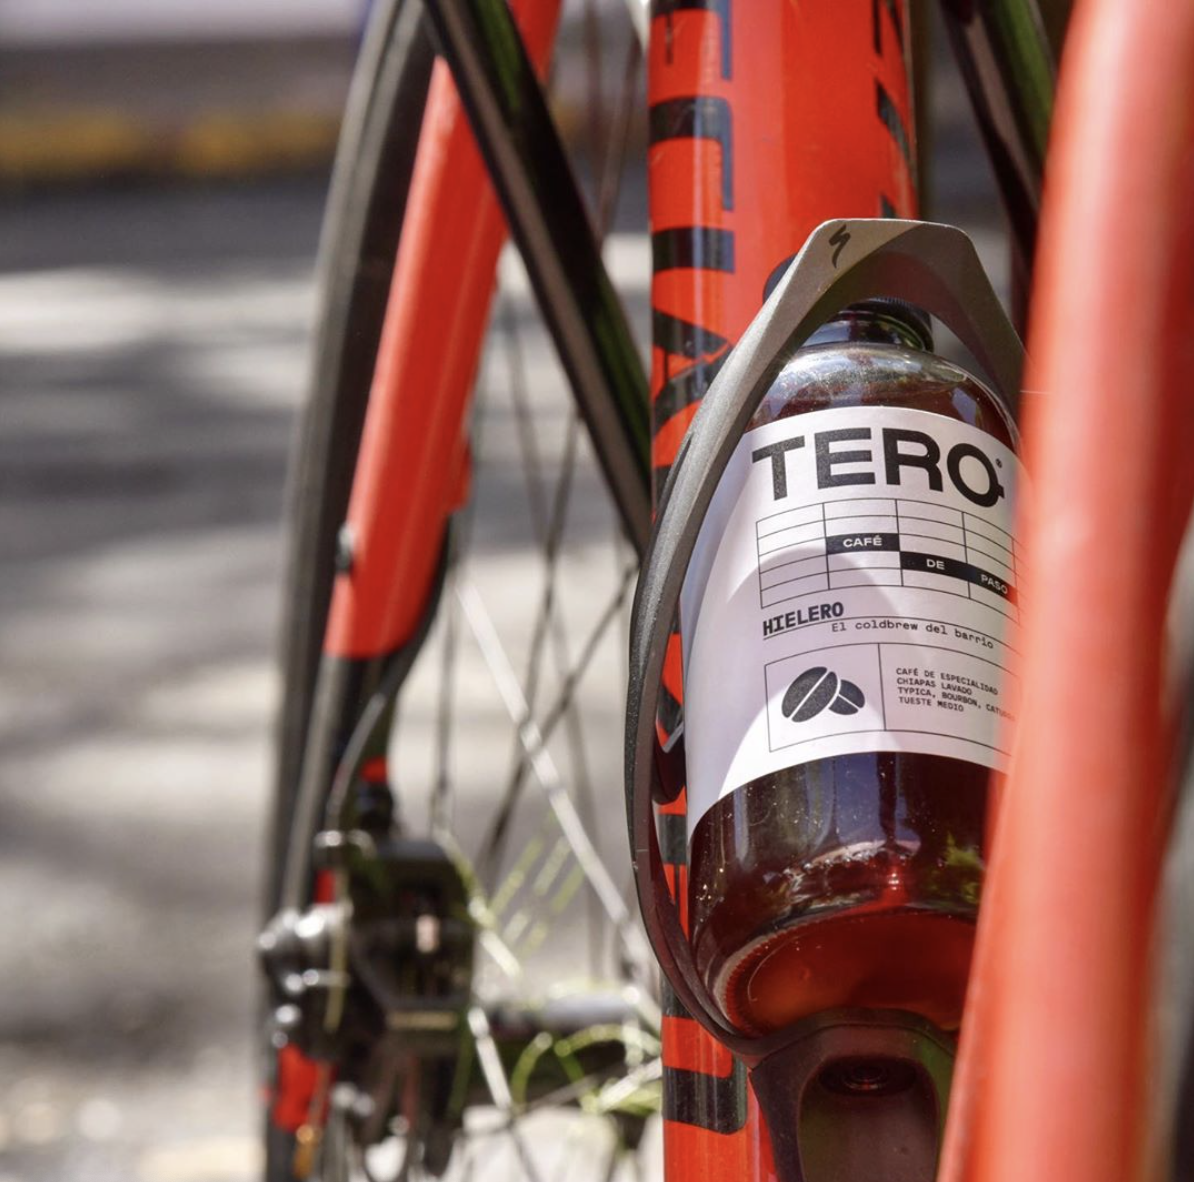 TERO
CAFÉ
DE
PASO
HIELERO
El coldbrew del barrio
CAFÉ DE ESPECIALIDAD
CHIAPAS LAVADO
TYPICA, BOURBON,
TUESTE MEDIO